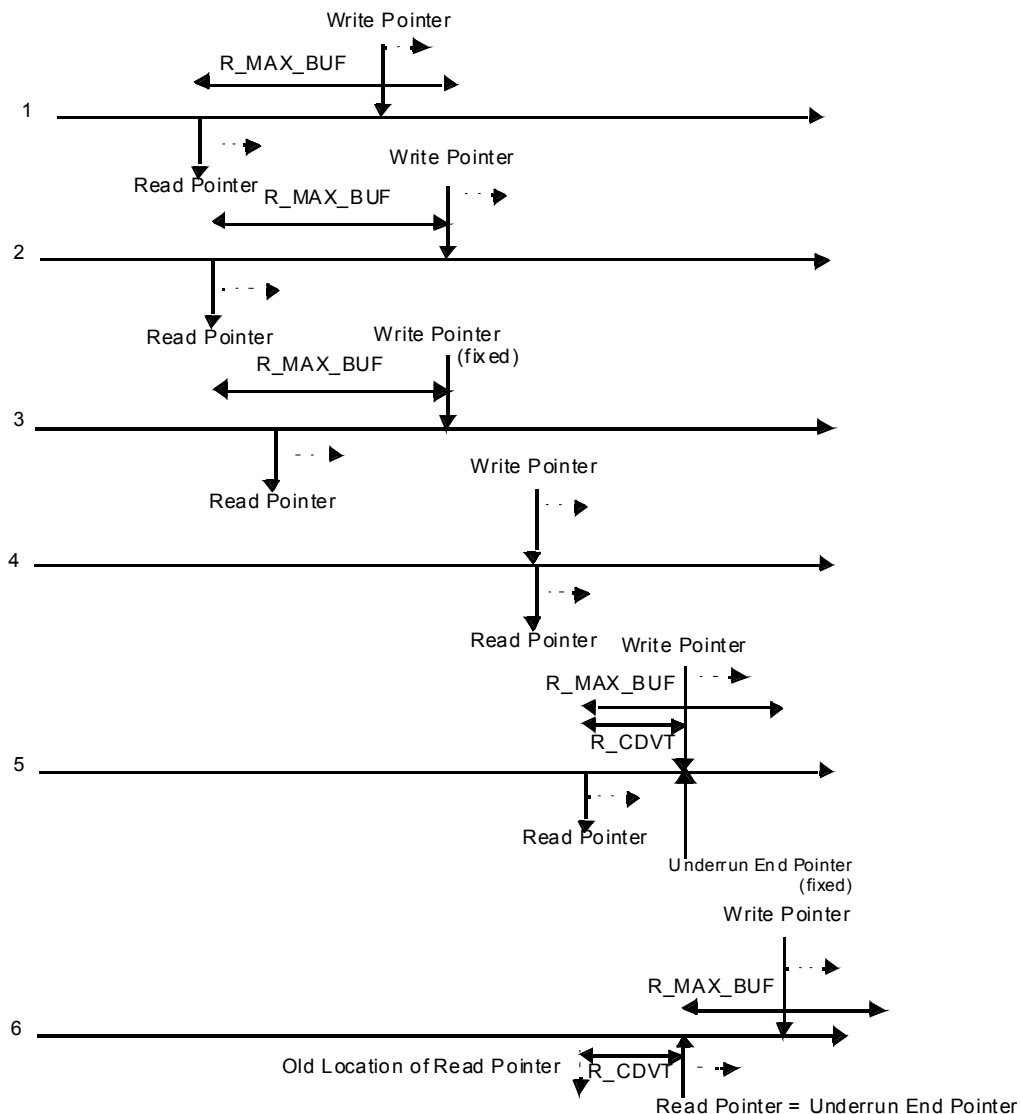 Write Pointer
R_MAX_BUF
1
Write Pointer
Read Pointer
R_MAX_BUF
2
Read Pointer
Write Pointer
(fixed)
R_MAX_BUF
3
Write Pointer
Read Pointer
4
Read Pointer
Write Pointer
R_MAX_BUF
R_CDVT
5
Read Pointer
Underrun End Pointer
(fixed)
Write Pointer
R_MAX_BUF
6
Old Location of Read Pointer
R_CDVT
Read Pointer = Underrun End Pointer